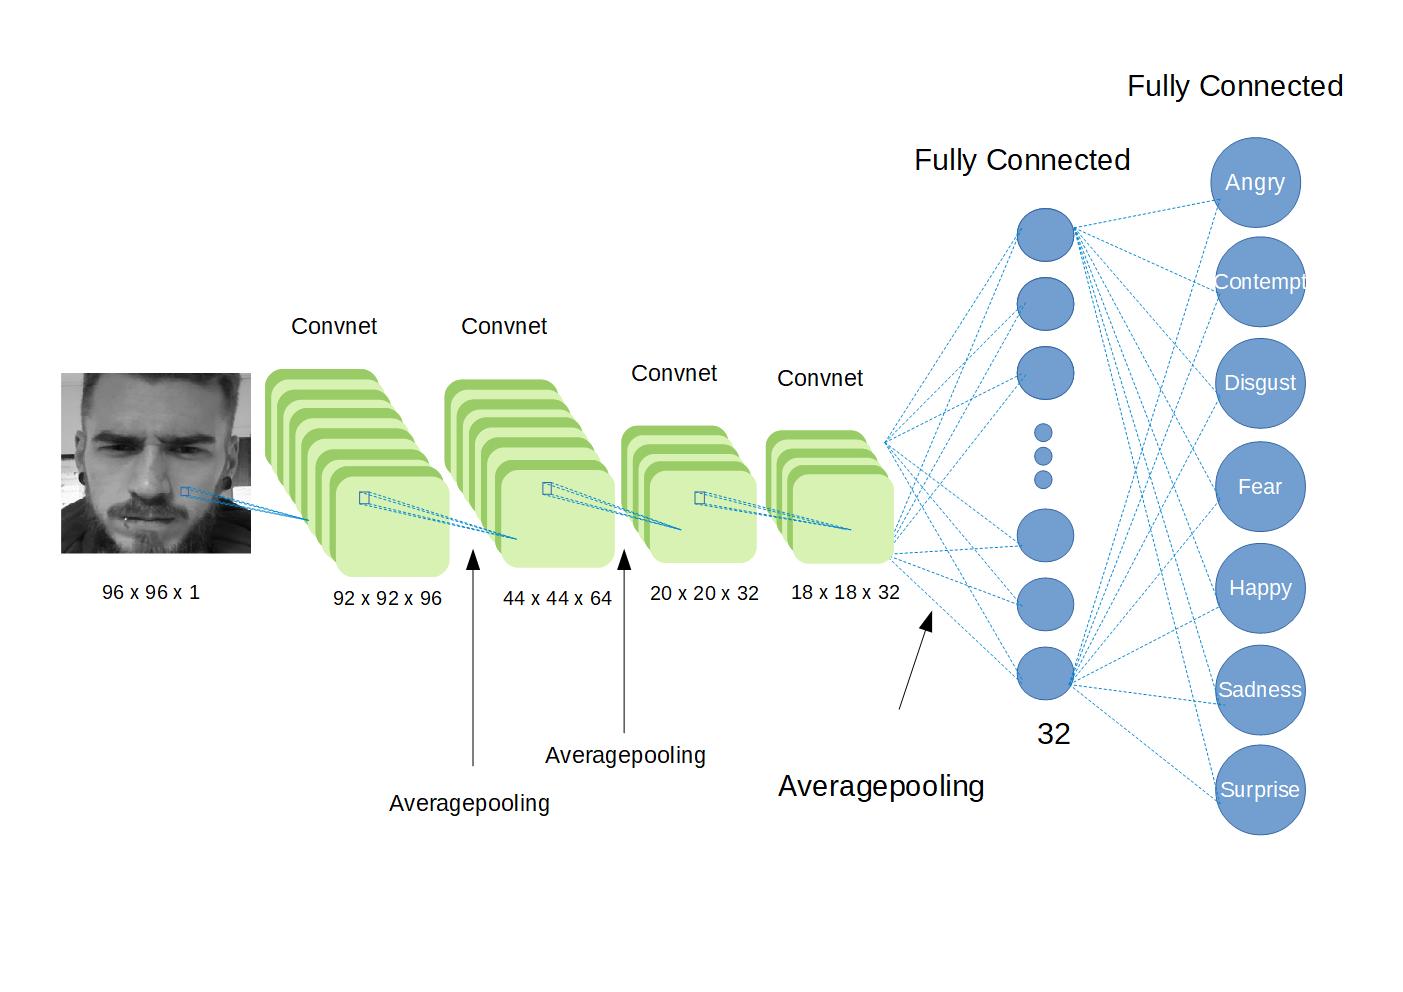 Fully Connected
Fully Connected
Angry
Contempt
Disgust
Fear
Happy
Sadness
Surprise
Convnet
Convnet
Convnet
Convnet
96 x 96 x 1
92 x 92 x 96
44 x 44 x 64
20 x 20 x 32
18 x 18 x 32
32
Averagepooling
Averagepooling
Averagepooling